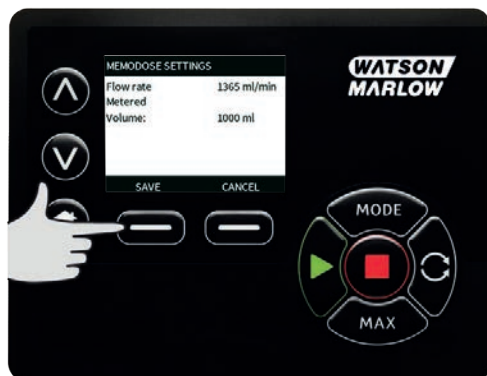 MEMODOSE SETTINGS
Flow rate 1365 ml/min
Metered
Volume: 1000 ml
SAVE CANCEL
WATSON
MARLOW
MODE
MAX